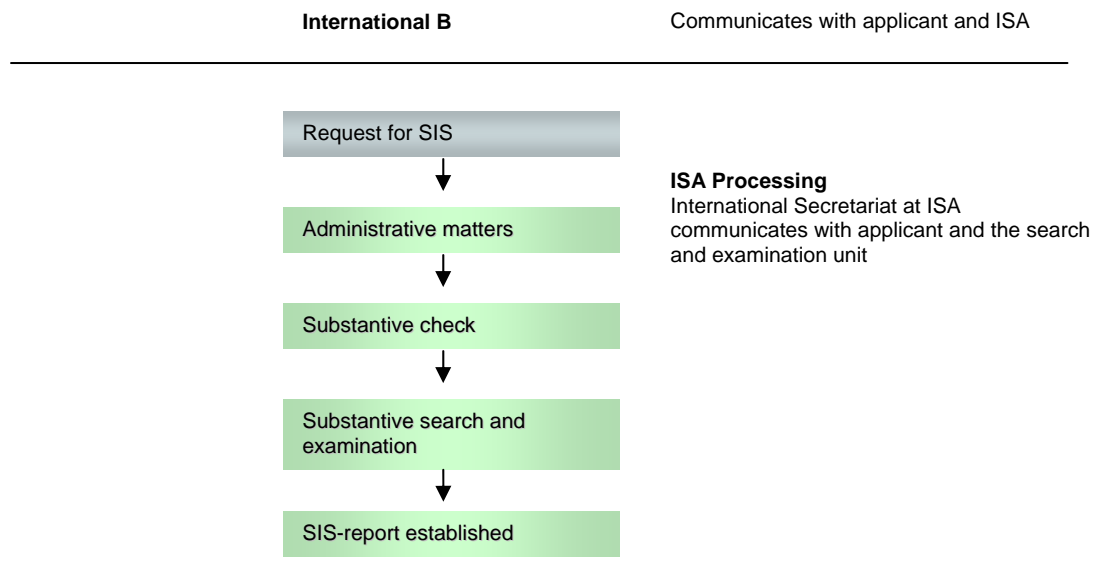 International B
Communicates with applicant and ISA
Request for SIS
ISA Processing
International Secretariat at ISA
communicates with applicant and the search
and examination unit
Administrative matters
Substantive check
Substantive search and
examination
SIS-report established